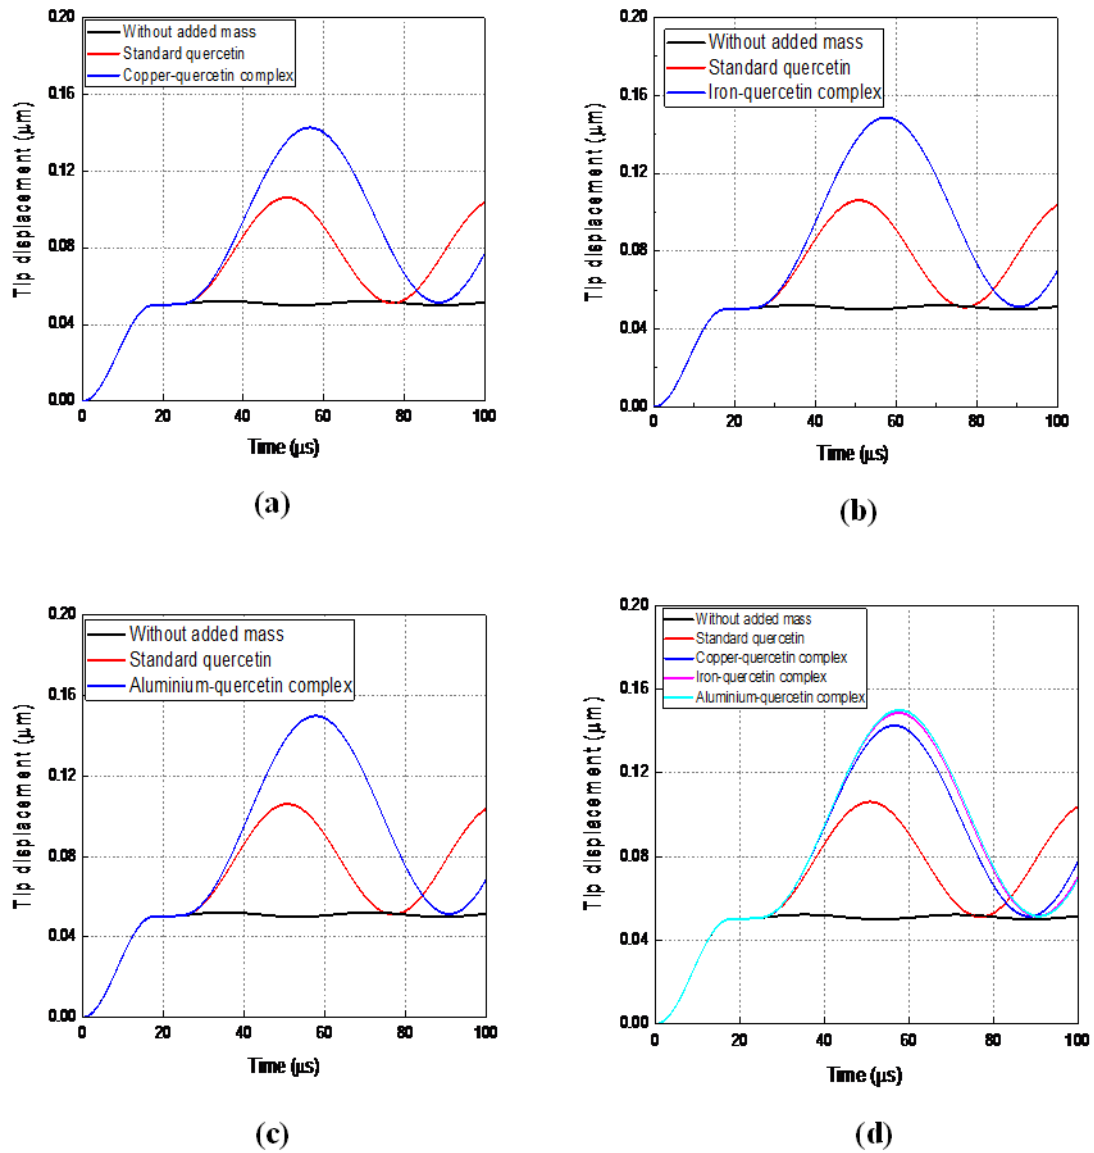 0.20
0.16
0.12
0.08
0.04
0.00
Tip displacement (μm)
Without added mass
Standard quercetin
Copper-quercetin complex
0 20 40 60 80 100
Time (μs)
(a)
0.20
0.16
0.12
0.08
0.04
0.00
Tip displacement (μm)
Without added mass
Standard quercetin
Iron-quercetin complex
0 20 40 60 80 100
Time (μs)
(b)
0.20
0.16
0.12
0.08
0.04
0.00
Tip displacement (μm)
Without added mass
Standard quercetin
Aluminium-quercetin complex
0 20 40 60 80 100
Time (μs)
(c)
0.20
0.16
0.12
0.08
0.04
0.00
Tip displacement (μm)
Without added mass
Standard quercetin
Copper-quercetin complex
Iron-quercetin complex
Aluminium-quercetin complex
0 20 40 60 80 100
Time (μs)
(d)